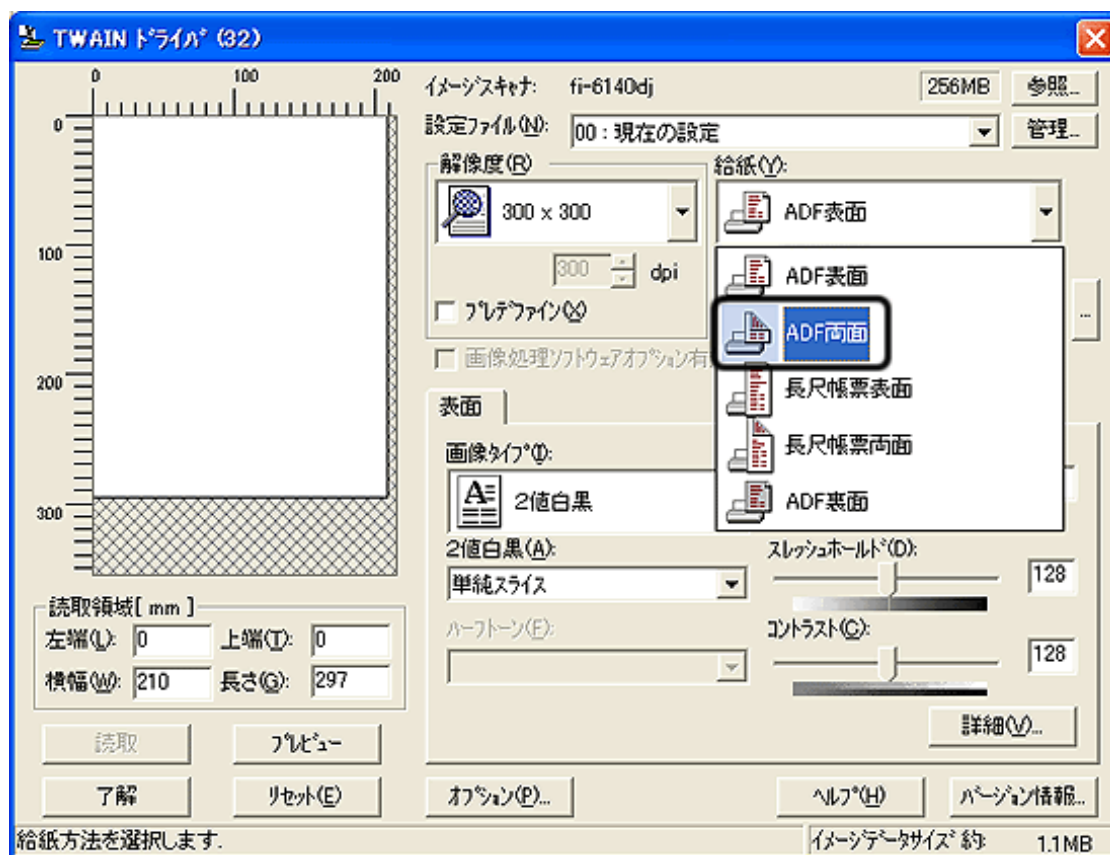 TWAIN ﾄﾞﾗｲﾊﾞ (32)
0 100 200
0
100
200
300
ｲﾒｰｼﾞｽｷｬﾅ: fi-6140dj 256MB 参照...
設定ﾌｧｲﾙ(N): 00 : 現在の設定 管理...
解像度(R)
300 × 300
300 dpi
ﾌﾟﾚﾃﾞﾌｧｲﾝ(X)
給紙(Y):
ADF表面
ADF表面
ADF両面
長尺帳票表面
長尺帳票両面
ADF裏面
...
画像処理ｿﾌﾄｳｪｱｵﾌﾟｼｮﾝ有
表面
画像ﾀｲﾌﾟ(I):
2値白黒
2値白黒(A):
単純ｽﾗｲｽ
ﾊｰﾌﾄｰﾝ(F):
ｽﾚｯｼｭﾎｰﾙﾄﾞ(D):
128
ｺﾝﾄﾗｽﾄ(C):
128
詳細(V)...
読取領域[ mm ]
左端(L): 0 上端(T): 0
横幅(W): 210 長さ(G): 297
読取 ﾌﾟﾚﾋﾞｭｰ
了解 ﾘｾｯﾄ(E) ｵﾌﾟｼｮﾝ(P)... ﾍﾙﾌﾟ(H) ﾊﾞｰｼﾞｮﾝ情報...
給紙方法を選択します. ｲﾒｰｼﾞﾃﾞｰﾀｻｲｽﾞ 約: 1.1MB